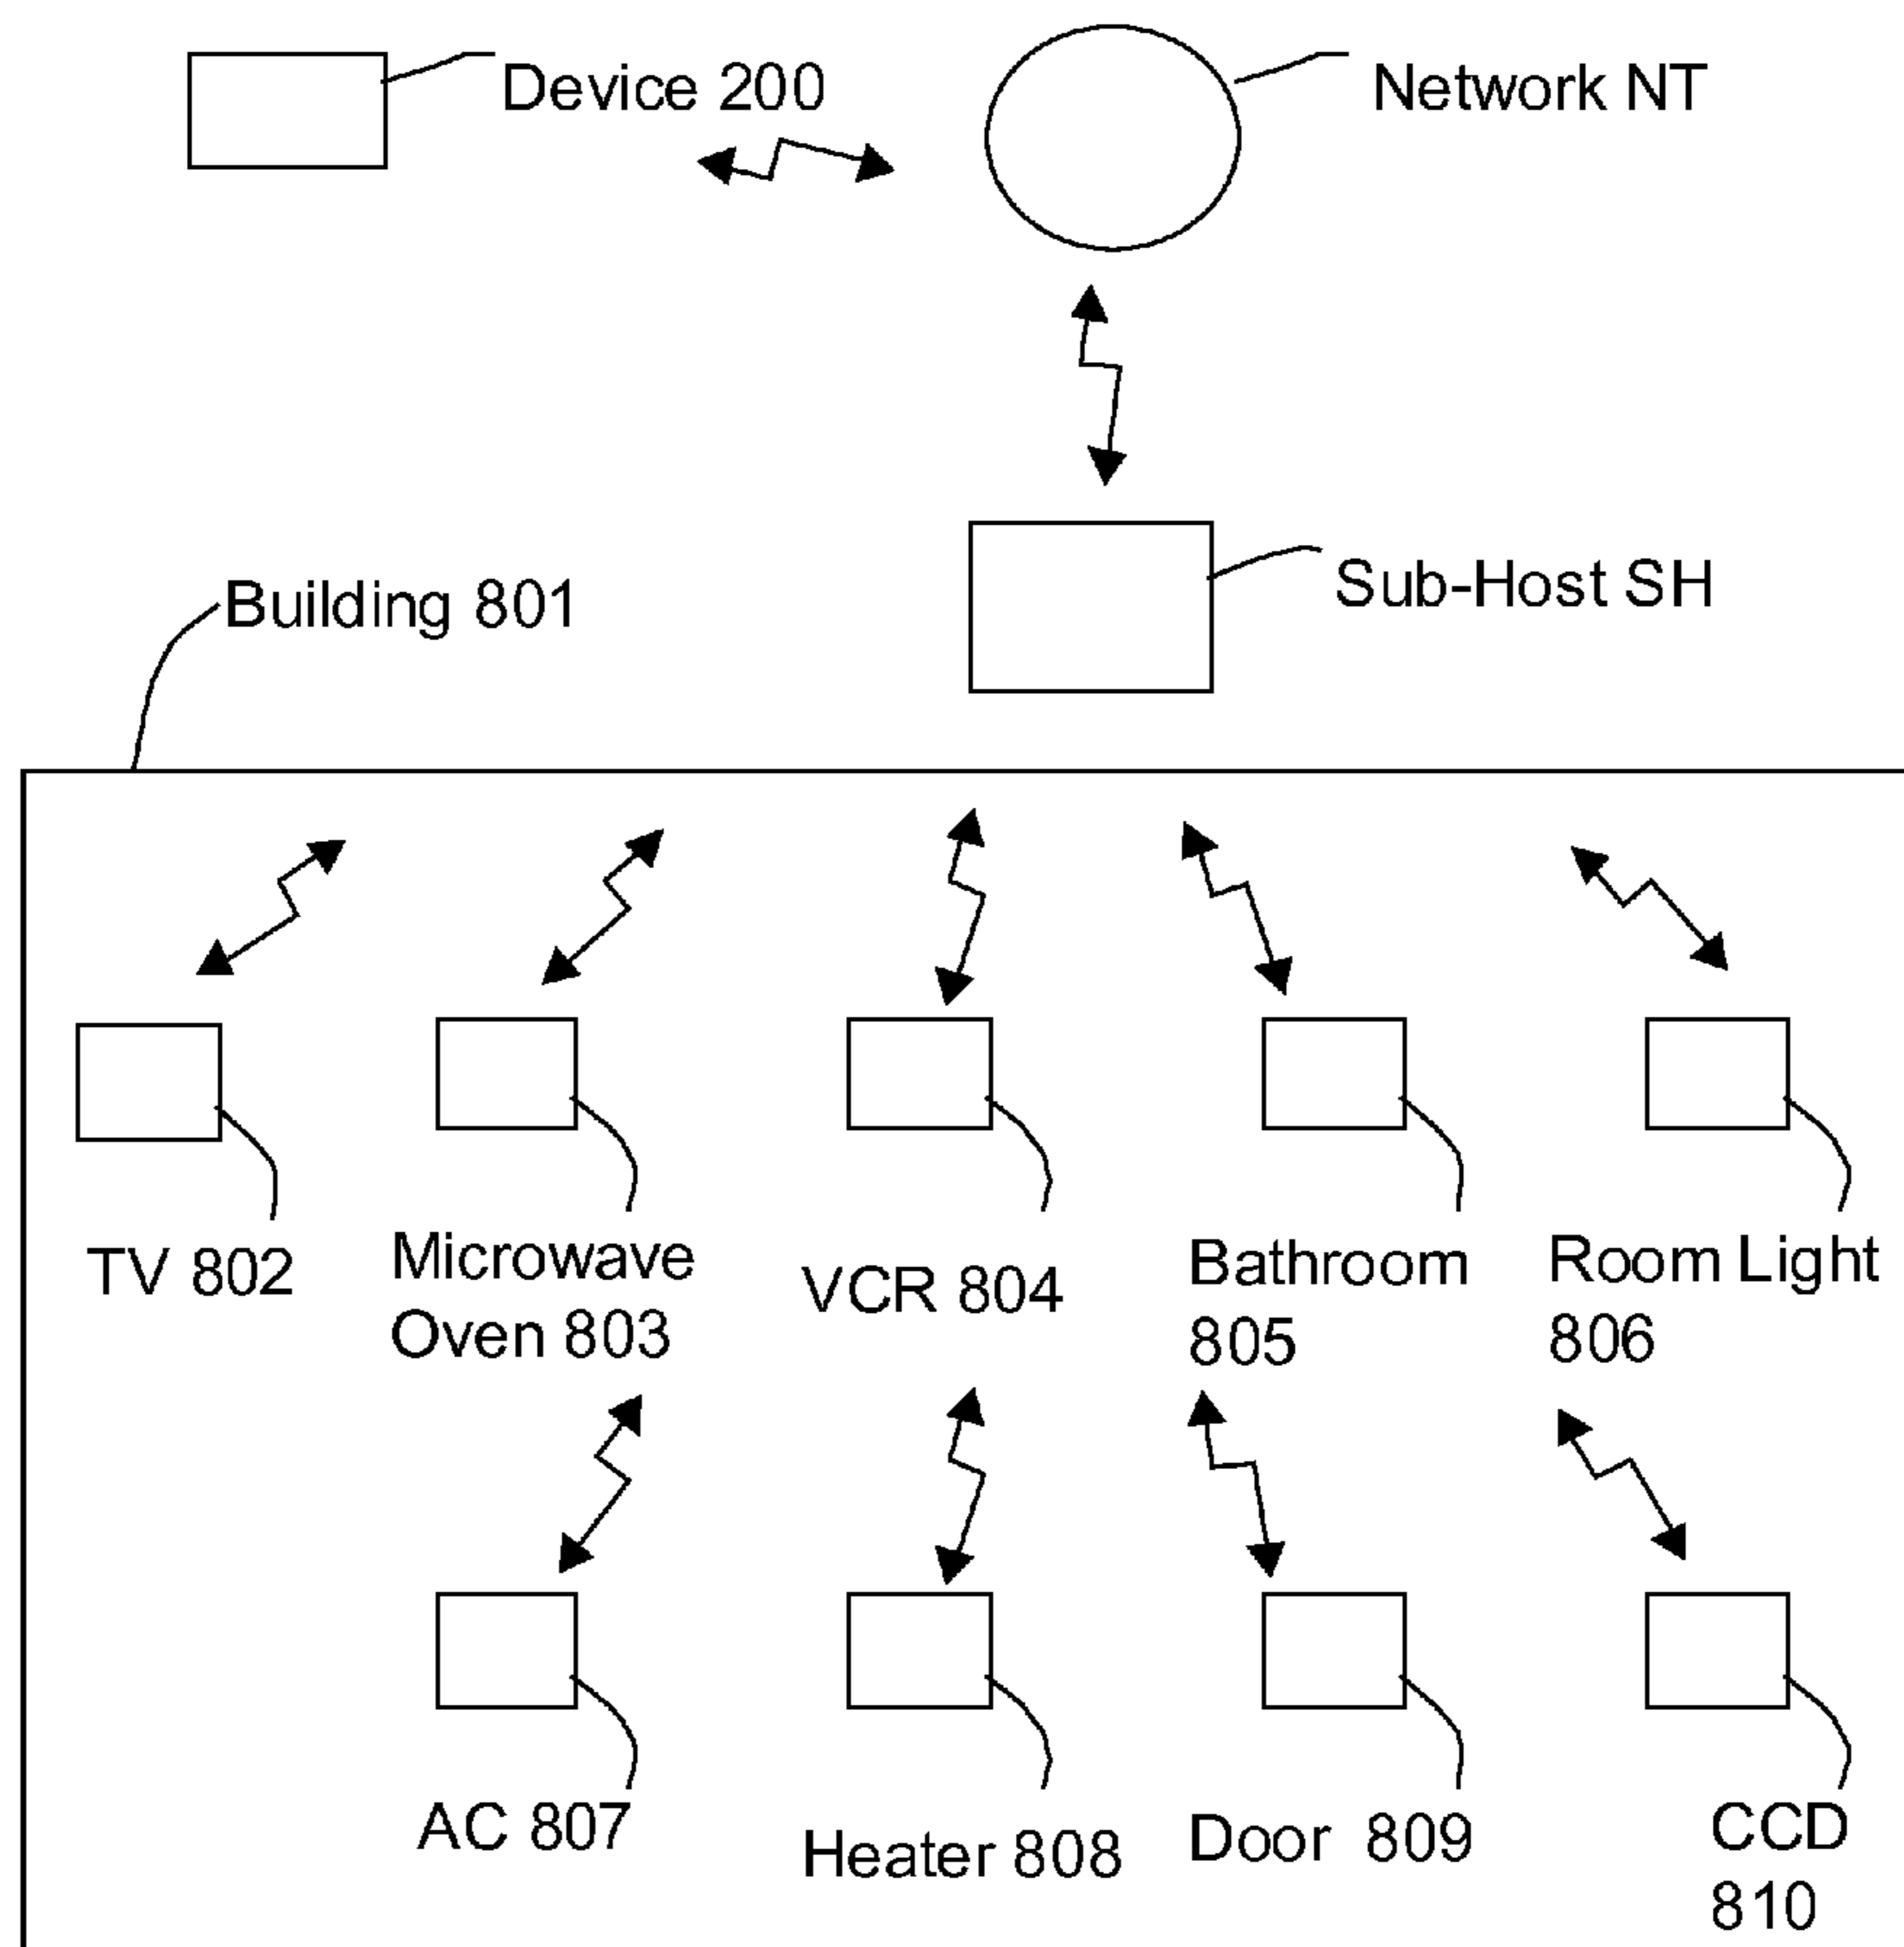 Device 200
Network NT
Sub-Host SH
Building 801
TV 802
Microwave
Oven 803
VCR 804
Bathroom
805
Room Light
806
AC 807
Heater 808
Door 809
CCD
810